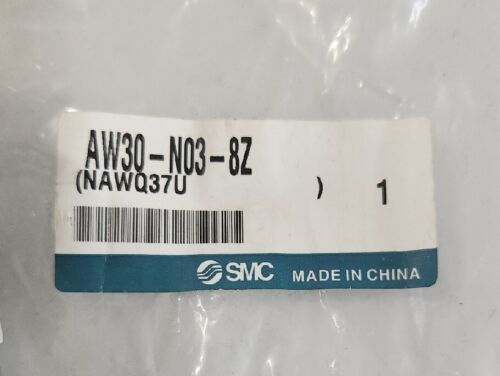 AW30-N03-8Z
(NAWQ37U ) 1
SMC MADE IN CHINA